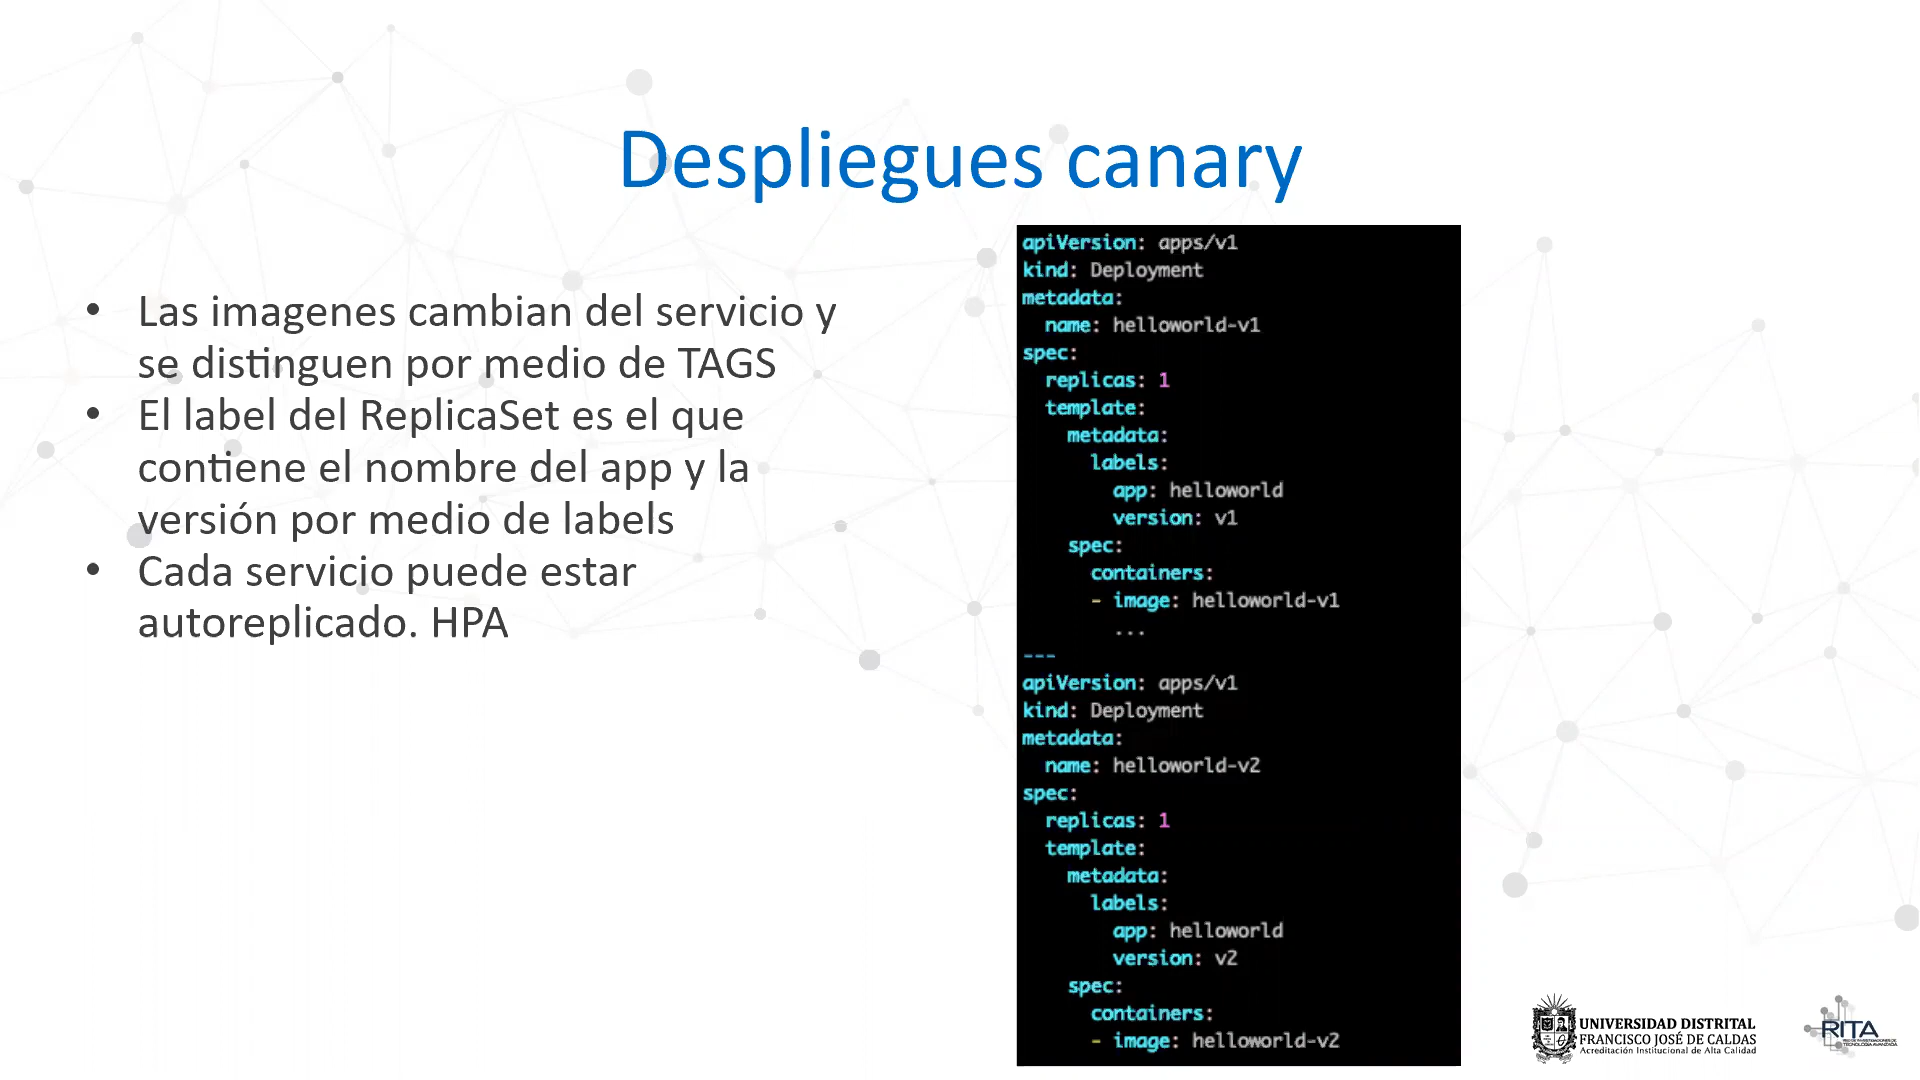 Despliegues canary
• Las imagenes cambian del servicio y
se distinguen por medio de TAGS
• El label del ReplicaSet es el que
contiene el nombre del app y la
versión por medio de labels
• Cada servicio puede estar
autoreplicado. HPA
apiVersion: apps/v1
kind: Deployment
metadata:
  name: helloworld-v1
spec:
  replicas: 1
  template:
    metadata:
      labels:
        app: helloworld
        version: v1
    spec:
      containers:
      - image: helloworld-v1
        ...
---
apiVersion: apps/v1
kind: Deployment
metadata:
  name: helloworld-v2
spec:
  replicas: 1
  template:
    metadata:
      labels:
        app: helloworld
        version: v2
    spec:
      containers:
      - image: helloworld-v2
UNIVERSIDAD DISTRITAL
FRANCISCO JOSÉ DE CALDAS
Acreditación Institucional de Alta Calidad
RITA